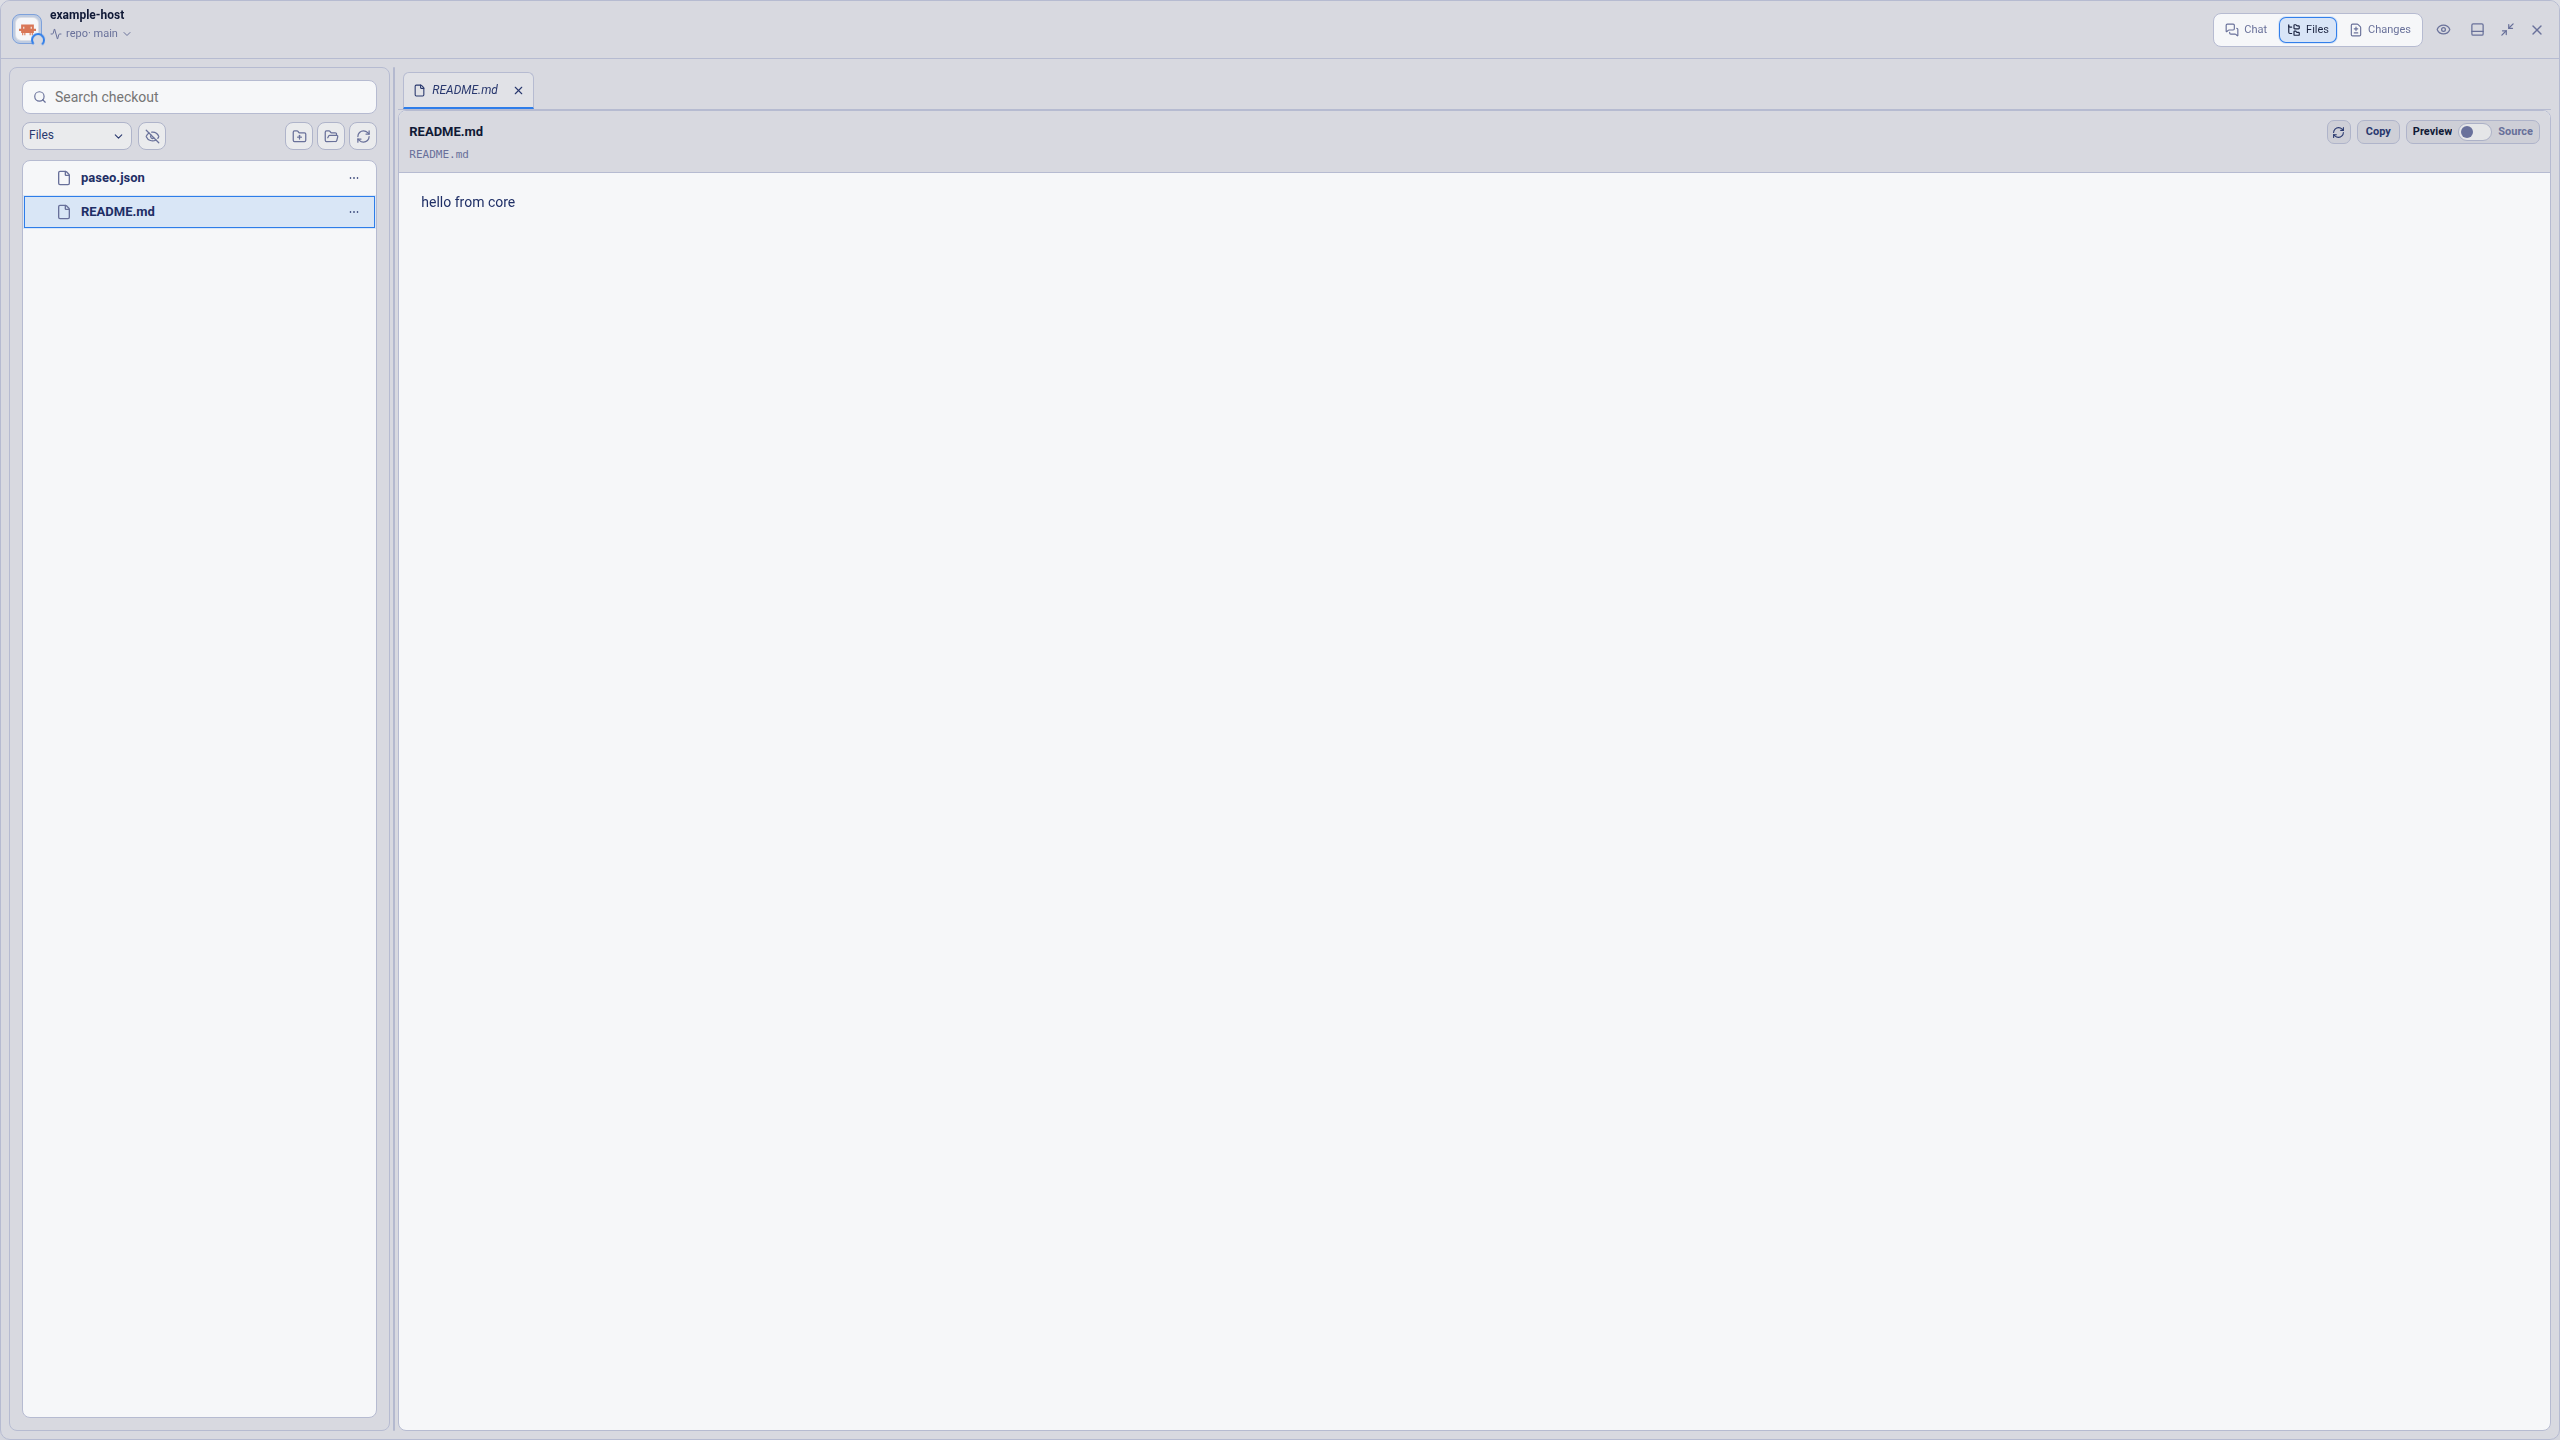 example-host
repo· main
Chat
Files
Changes
Search checkout
Files
paseo.json
README.md
README.md
README.md
README.md
Copy
Preview
Source
hello from core